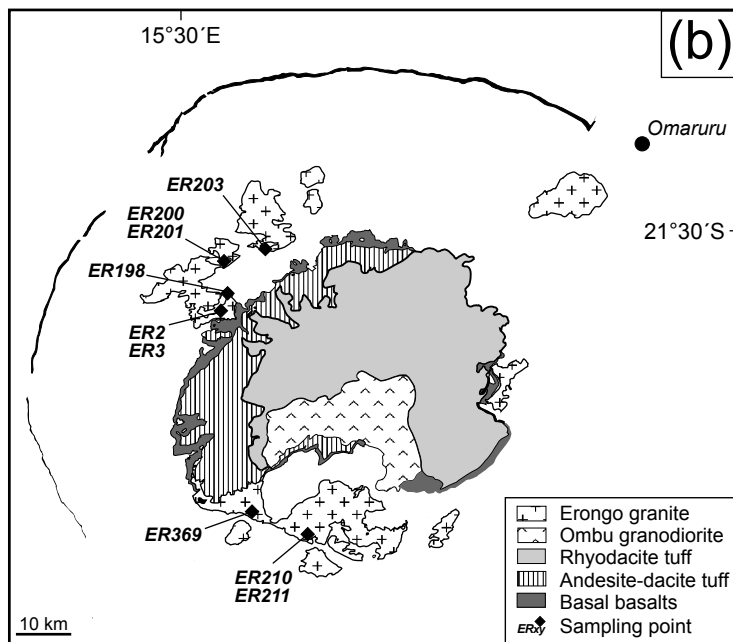 15°30´E
(b)
Omaruru
ER203
ER200
ER201
21°30´S
ER198
ER2
ER3
ER369
ER210
ER211
Erongo granite
Ombu granodiorite
Rhyodacite tuff
Andesite-dacite tuff
Basal basalts
ERxy Sampling point
10 km